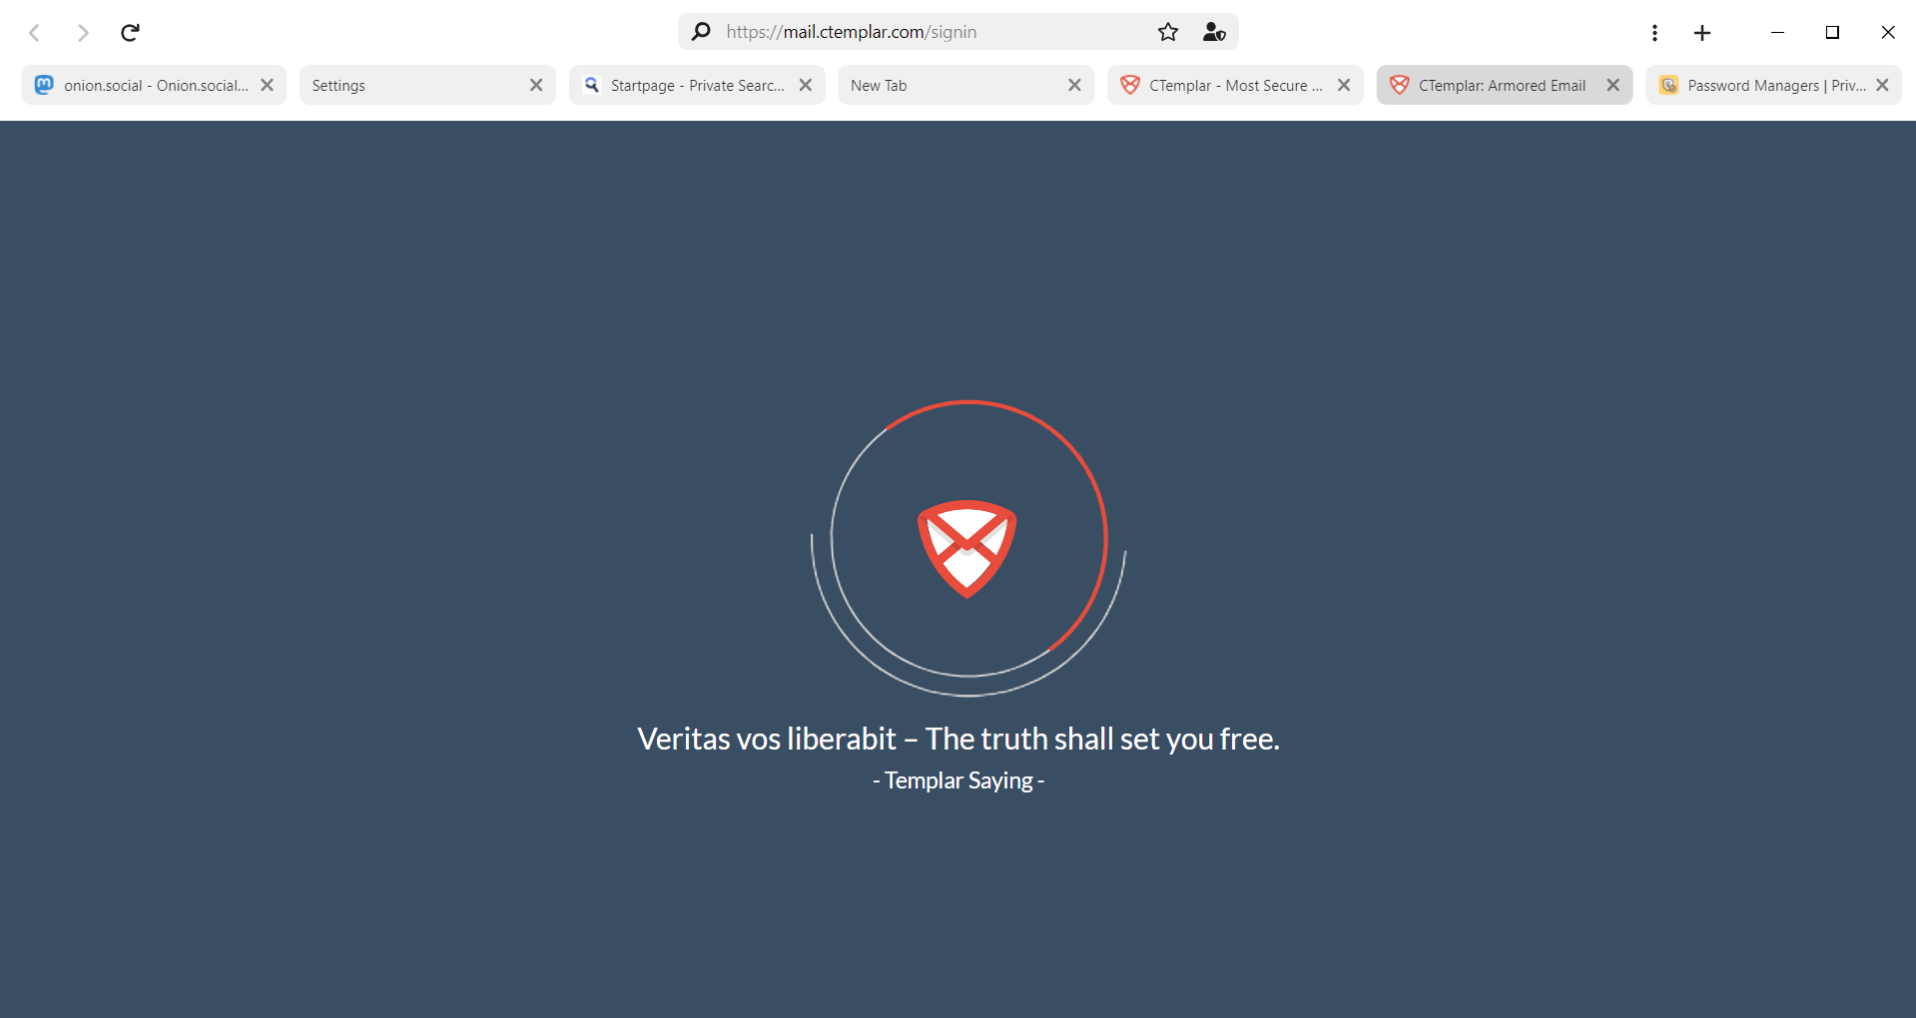 https://mail.ctemplar.com/signin
onion.social - Onion.social...
Settings
Startpage - Private Searc...
New Tab
CTemplar - Most Secure ...
CTemplar: Armored Email
Password Managers | Priv...
Veritas vos liberabit – The truth shall set you free.
- Templar Saying -